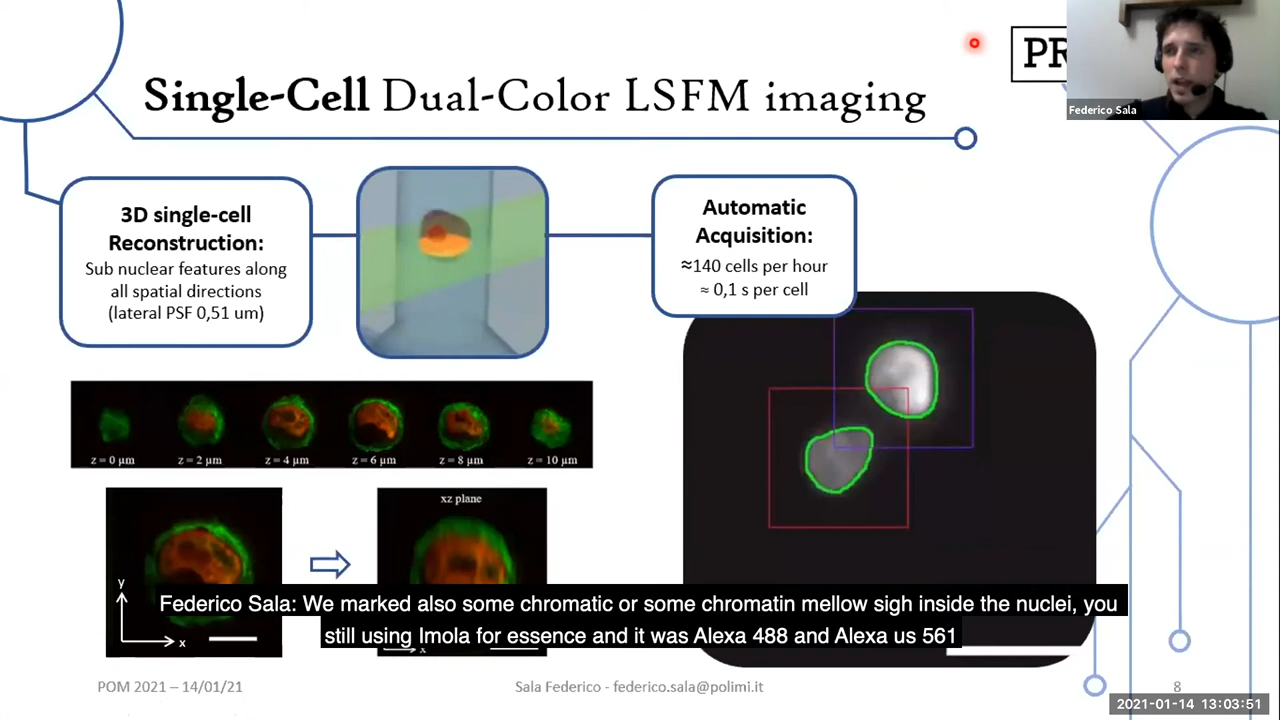 PR
Single-Cell Dual-Color LSFM imaging
Federico Sala
3D single-cell
Reconstruction:
Sub nuclear features along
all spatial directions
(lateral PSF 0,51 um)
Automatic
Acquisition:
≈140 cells per hour
≈ 0,1 s per cell
z = 0 µm
z = 2 µm
z = 4 µm
z = 6 µm
z = 8 µm
z = 10 µm
xz plane
y
x
x
Federico Sala: We marked also some chromatic or some chromatin mellow sigh inside the nuclei, you
still using Imola for essence and it was Alexa 488 and Alexa us 561
POM 2021 – 14/01/21
Sala Federico - federico.sala@polimi.it
8
2021-01-14 13:03:51